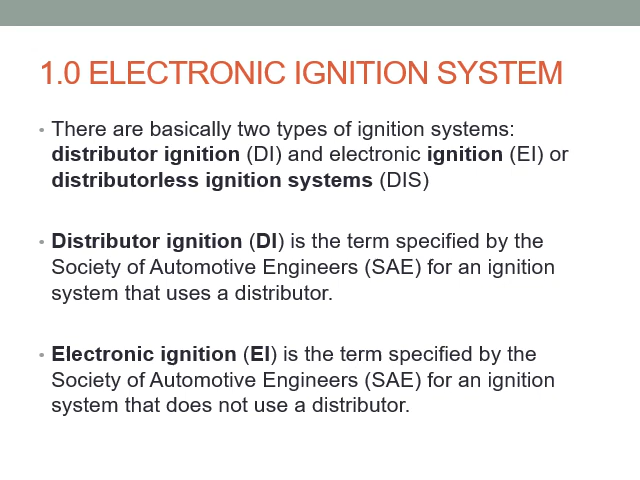 1.0 ELECTRONIC IGNITION SYSTEM
• There are basically two types of ignition systems:
distributor ignition (DI) and electronic ignition (EI) or
distributorless ignition systems (DIS)
• Distributor ignition (DI) is the term specified by the
Society of Automotive Engineers (SAE) for an ignition
system that uses a distributor.
• Electronic ignition (EI) is the term specified by the
Society of Automotive Engineers (SAE) for an ignition
system that does not use a distributor.